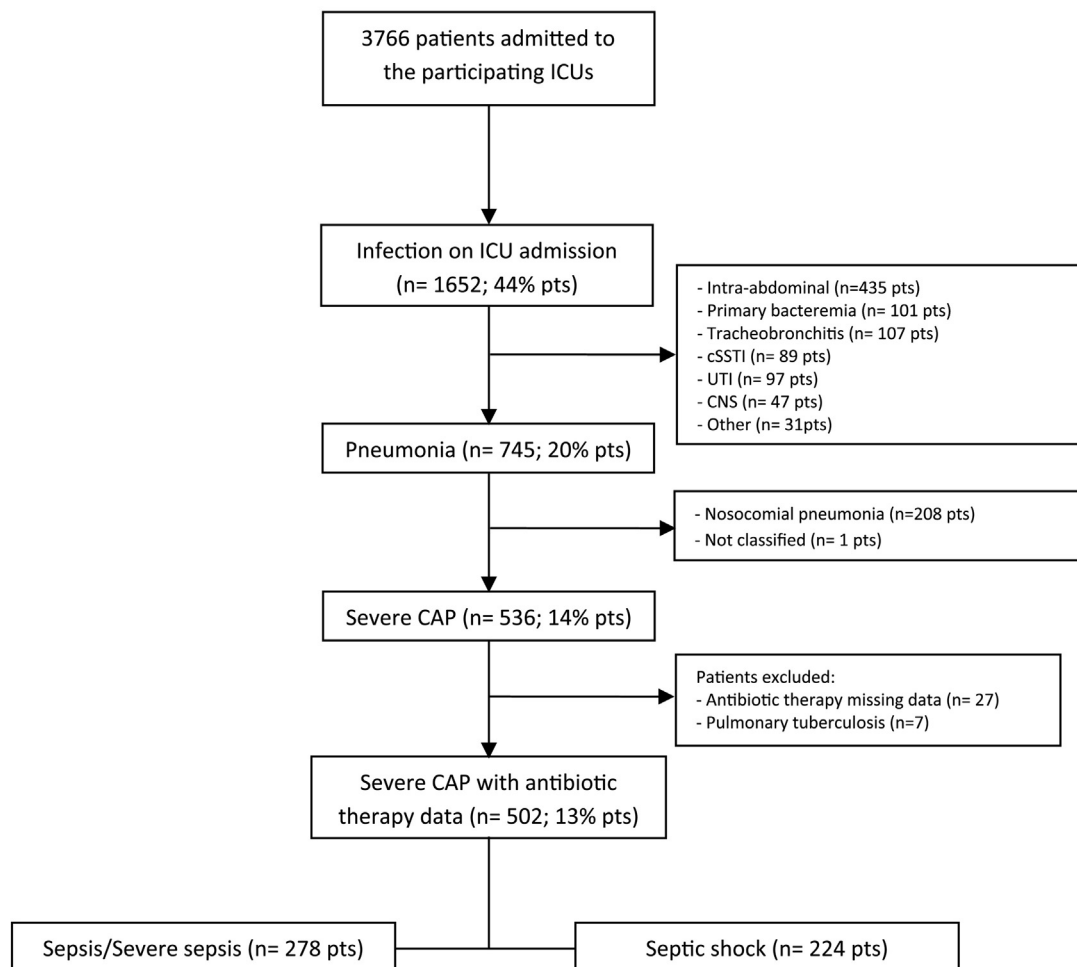 3766 patients admitted to
the participating ICUs
Infection on ICU admission
(n= 1652; 44% pts)
- Intra-abdominal (n=435 pts)
- Primary bacteremia (n= 101 pts)
- Tracheobronchitis (n= 107 pts)
- cSSTI (n= 89 pts)
- UTI (n= 97 pts)
- CNS (n= 47 pts)
- Other (n= 31pts)
Pneumonia (n= 745; 20% pts)
- Nosocomial pneumonia (n=208 pts)
- Not classified (n= 1 pts)
Severe CAP (n= 536; 14% pts)
Patients excluded:
- Antibiotic therapy missing data (n= 27)
- Pulmonary tuberculosis (n=7)
Severe CAP with antibiotic
therapy data (n= 502; 13% pts)
Sepsis/Severe sepsis (n= 278 pts)
Septic shock (n= 224 pts)